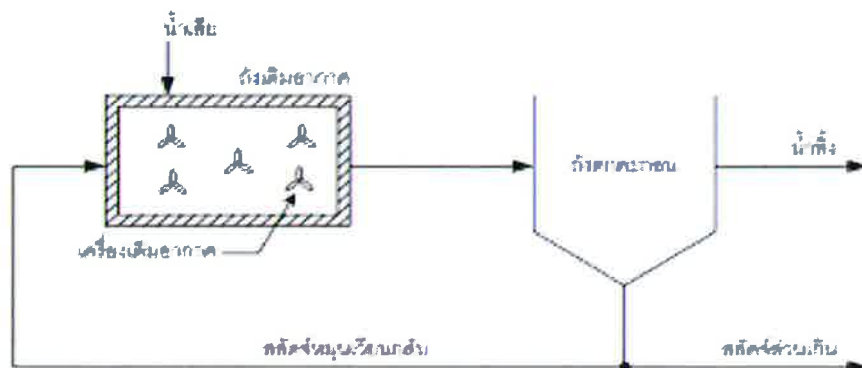 น้ำเสีย
ถังเติมอากาศ
น้ำทิ้ง
ถังตกตะกอน
เครื่องเติมอากาศ
สลัดจ์หมุนเวียนกลับ
สลัดจ์ส่วนเกิน